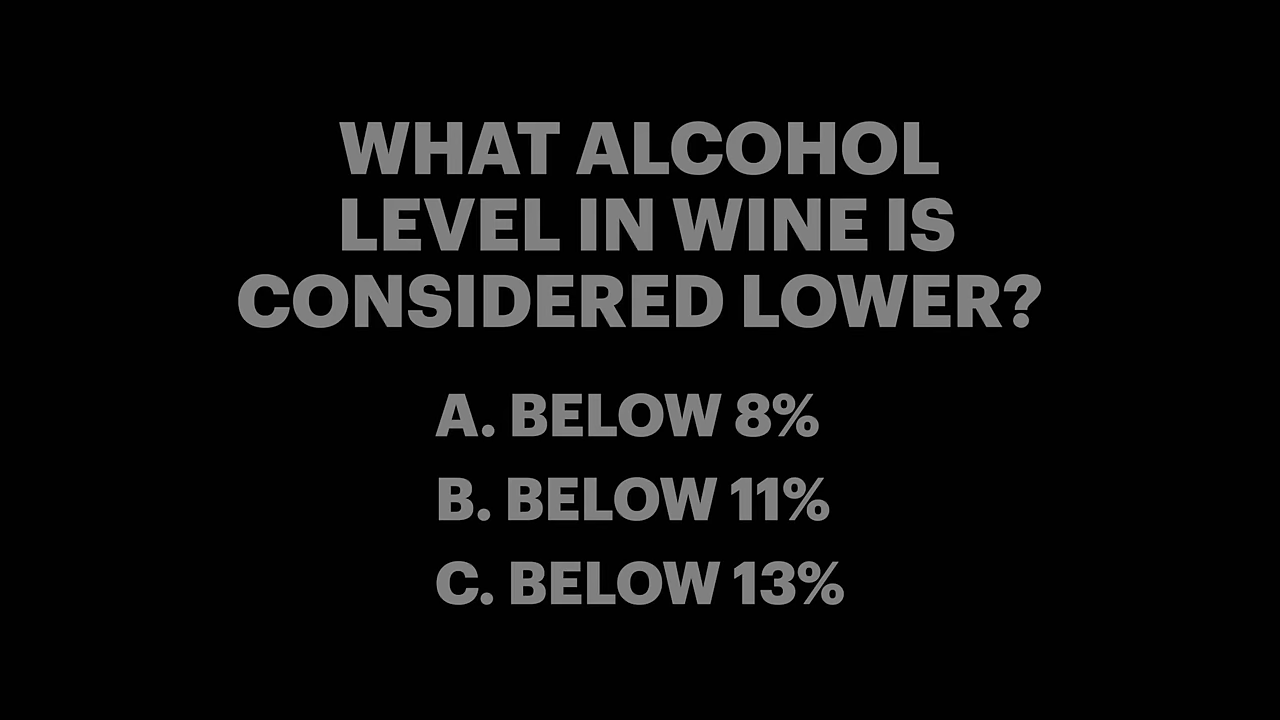 WHAT ALCOHOL
LEVEL IN WINE IS
CONSIDERED LOWER?
A. BELOW 8%
B. BELOW 11%
C. BELOW 13%